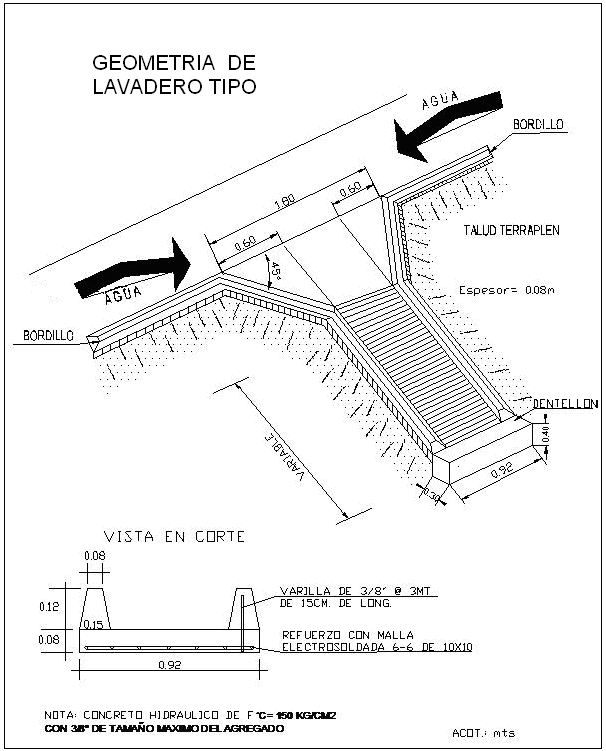 GEOMETRIA DE
LAVADERO TIPO
AGUA
BORDILLO
1.80
0.60
0.60
TALUD TERRAPLEN
45°
AGUA
Espesor= 0.08m
BORDILLO
DENTELLON
0.40
VARIABLE
0.92
0.30
VISTA EN CORTE
0.08
VARILLA DE 3/8" @ 3MT
DE 15CM. DE LONG.
0.12
0.15
REFUERZO CON MALLA
0.08
ELECTROSOLDADA 6-6 DE 10X10
0.92
NOTA: CONCRETO HIDRAULICO DE F'C= 150 KG/CM2
CON 3/8" DE TAMAÑO MAXIMO DEL AGREGADO
ACOT.: mts